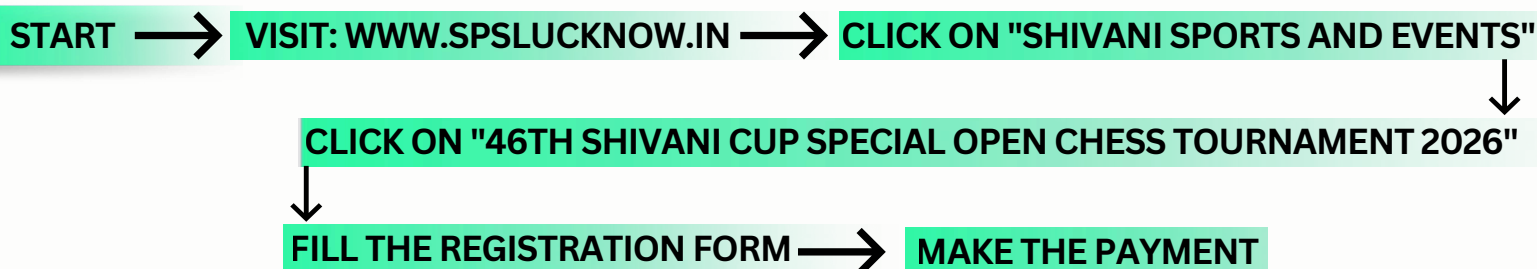 START VISIT: WWW.SPSLUCKNOW.IN CLICK ON "SHIVANI SPORTS AND EVENTS"
CLICK ON "46TH SHIVANI CUP SPECIAL OPEN CHESS TOURNAMENT 2026"
FILL THE REGISTRATION FORM MAKE THE PAYMENT